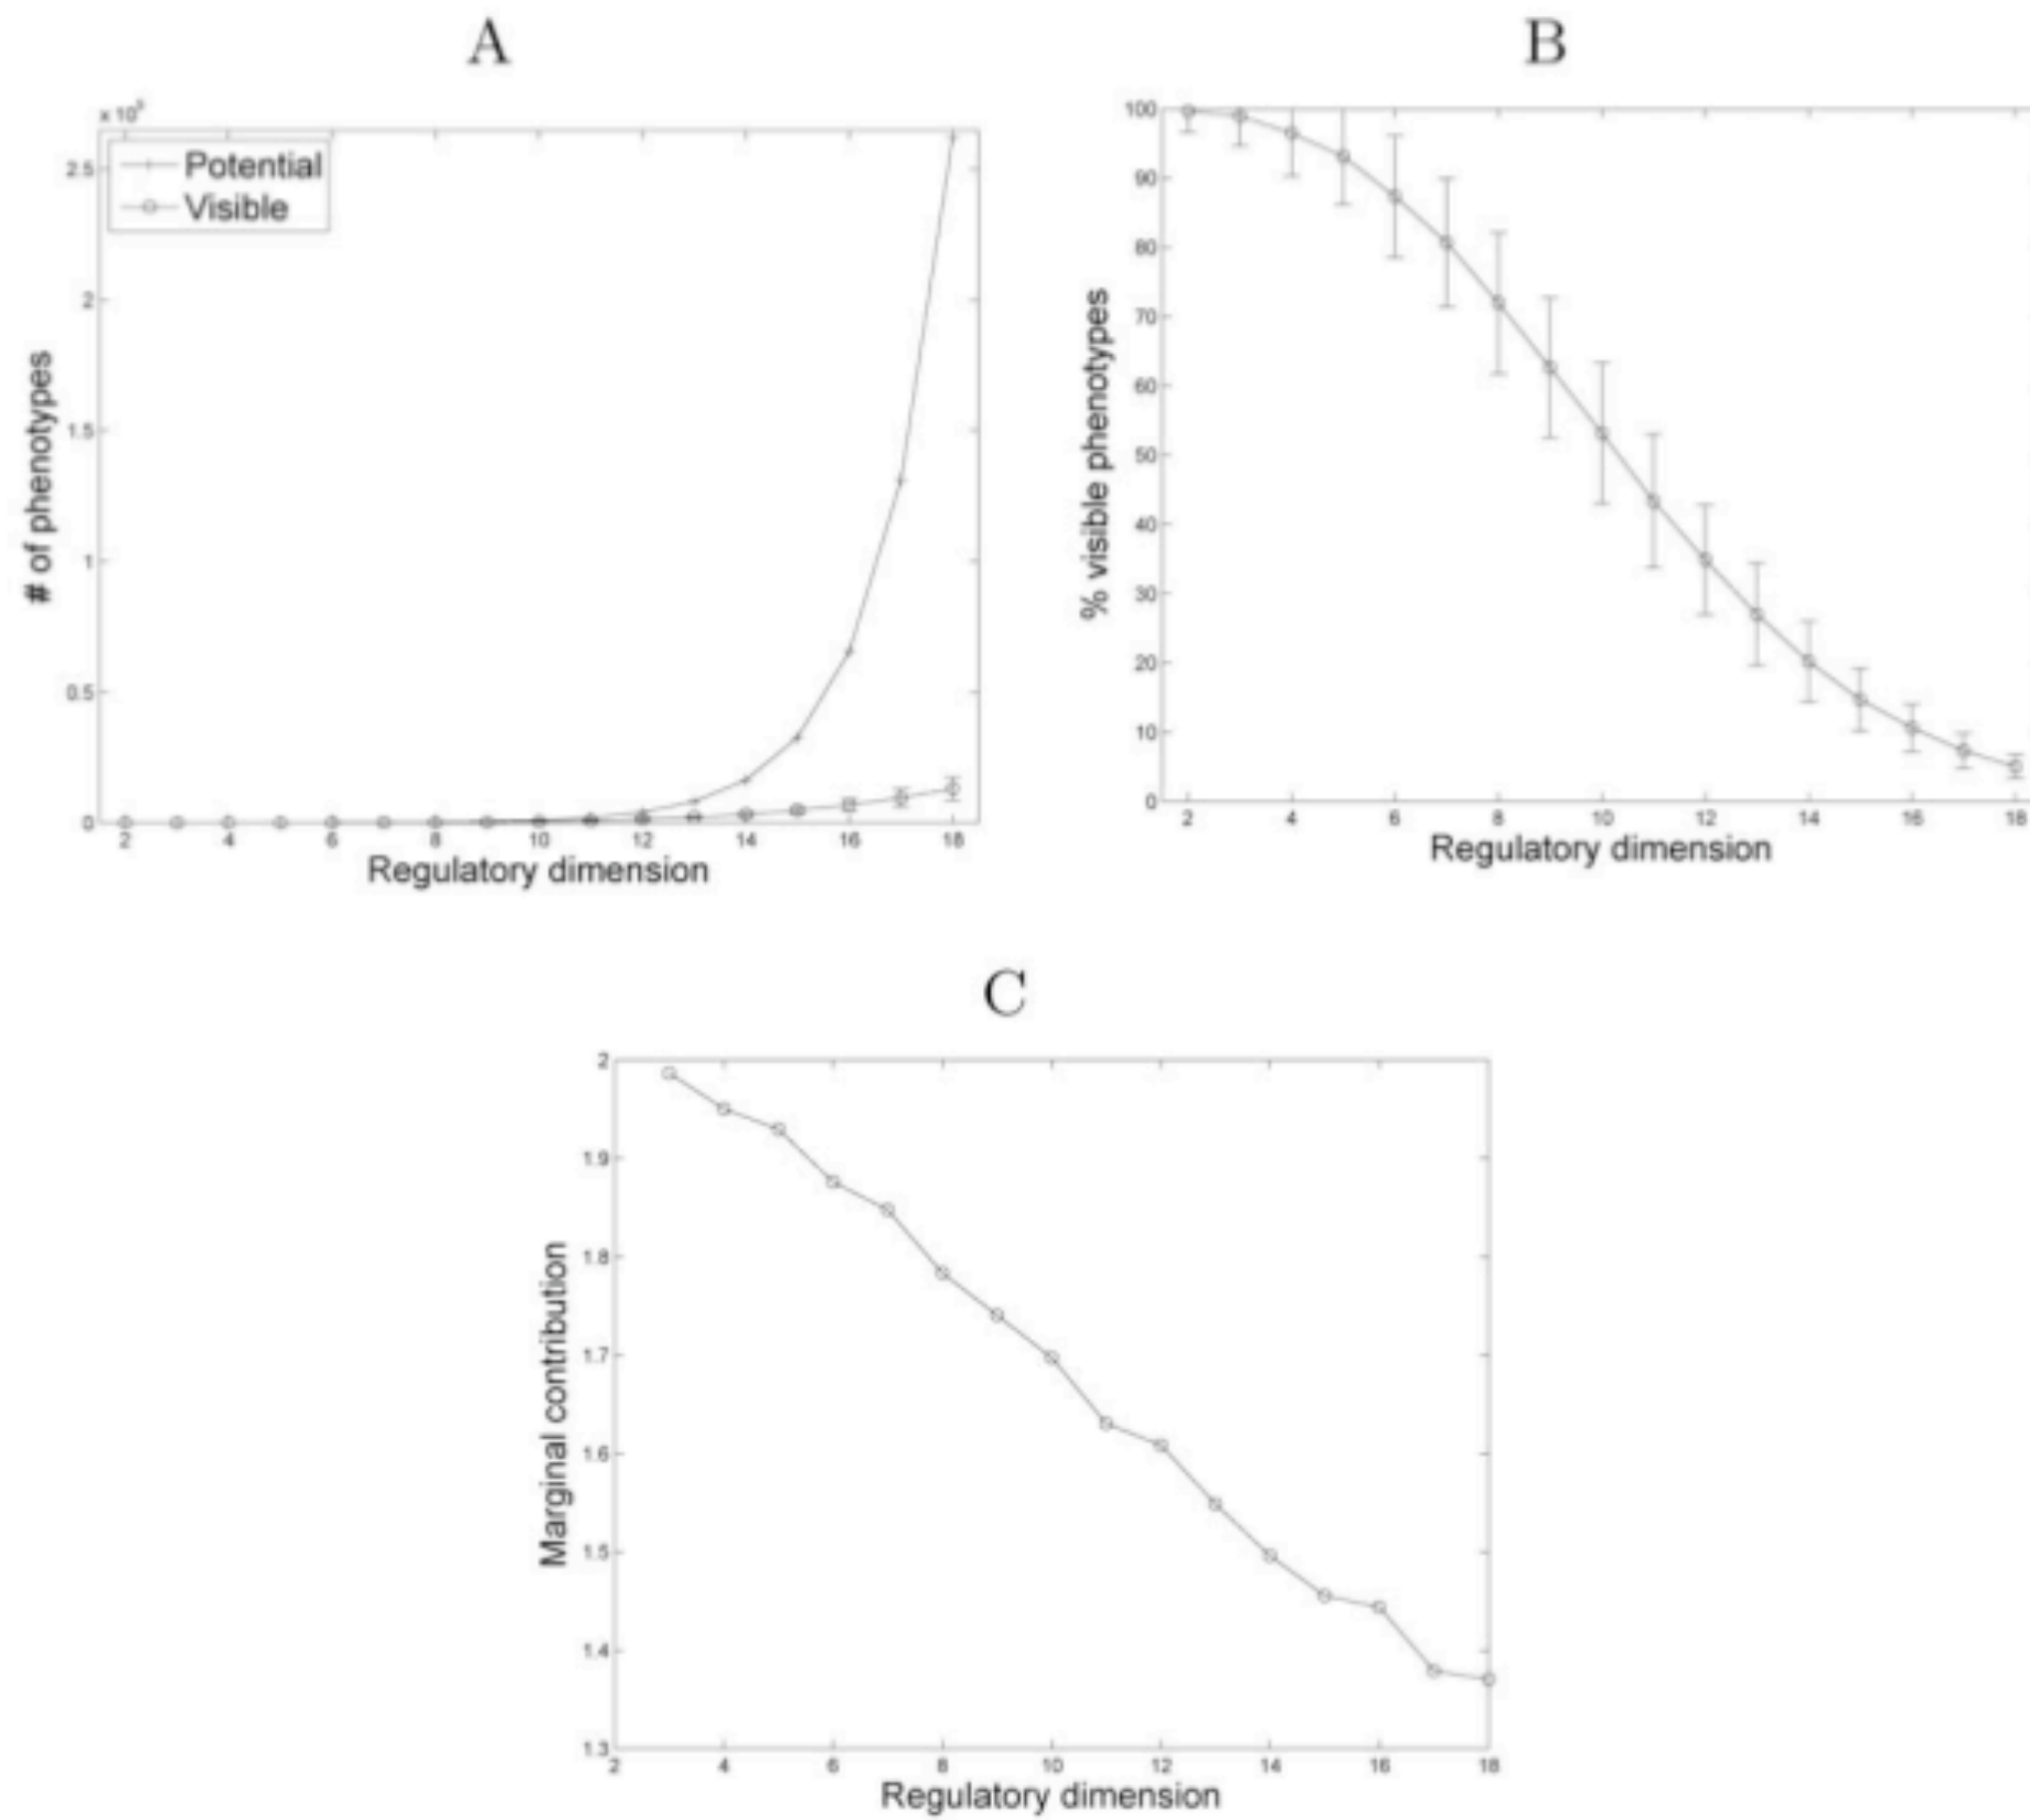 A
x 10⁵
Potential
Visible
2.5
2
1.5
1
0.5
0
# of phenotypes
2 4 6 8 10 12 14 16 18
Regulatory dimension
B
100
90
80
70
60
50
40
30
20
10
0
% visible phenotypes
2 4 6 8 10 12 14 16 18
Regulatory dimension
C
2
1.9
1.8
1.7
1.6
1.5
1.4
1.3
Marginal contribution
2 4 6 8 10 12 14 16 18
Regulatory dimension